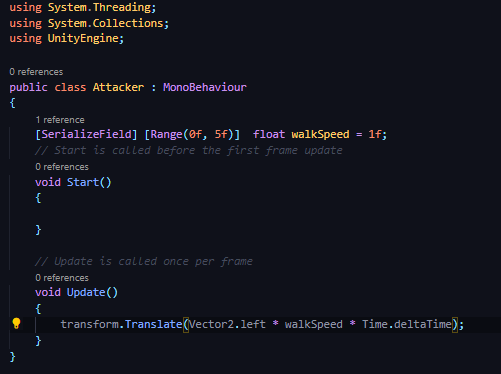 using System.Threading;
using System.Collections;
using UnityEngine;
0 references
public class Attacker : MonoBehaviour
{
1 reference
[SerializeField] [Range(0f, 5f)]  float walkSpeed = 1f;
// Start is called before the first frame update
0 references
void Start()
{
}
// Update is called once per frame
0 references
void Update()
{
transform.Translate(Vector2.left * walkSpeed * Time.deltaTime);
}
}